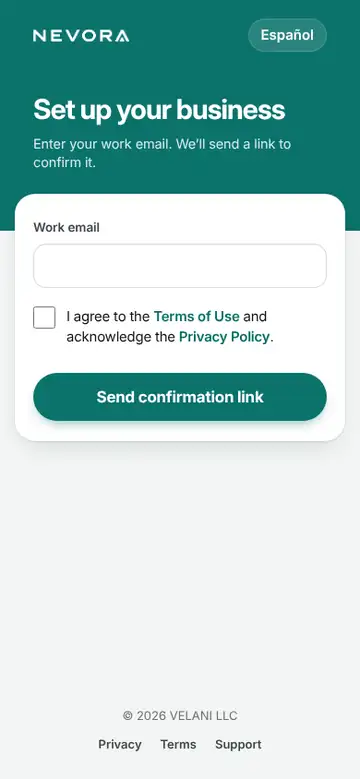 NEVORA
Español
Set up your business
Enter your work email. We’ll send a link to
confirm it.
Work email
I agree to the Terms of Use and
acknowledge the Privacy Policy.
Send confirmation link
© 2026 VELANI LLC
Privacy Terms Support